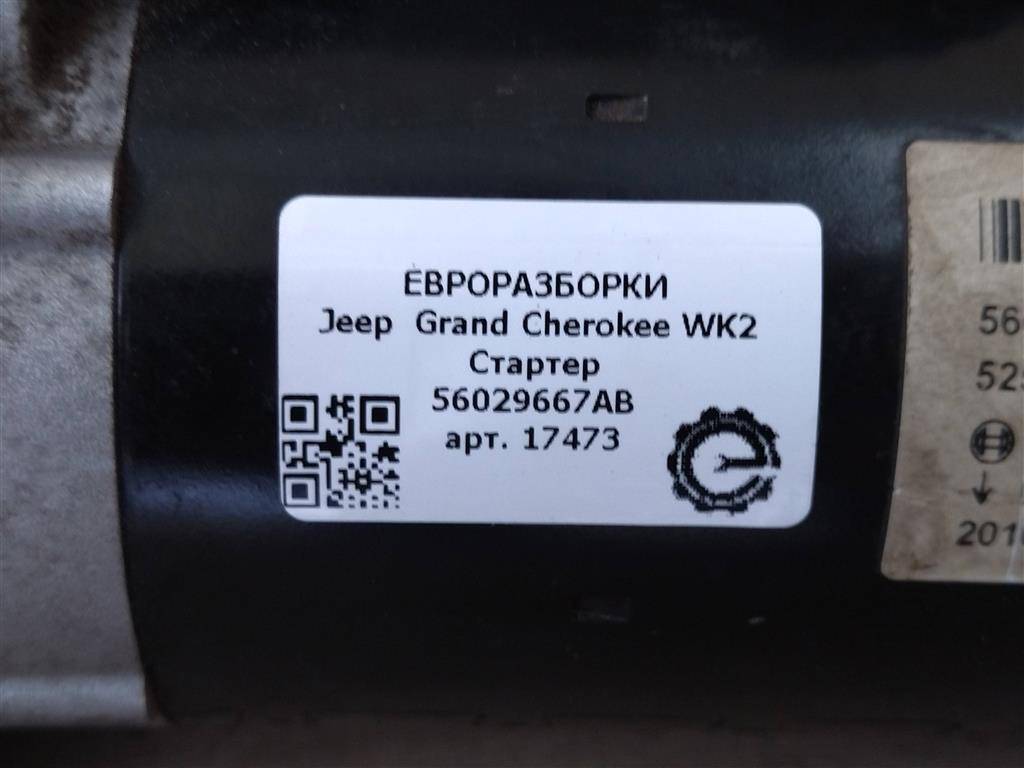 ЕВРОРАЗБОРКИ
Jeep Grand Cherokee WK2
Стартер
56029667AB
арт. 17473